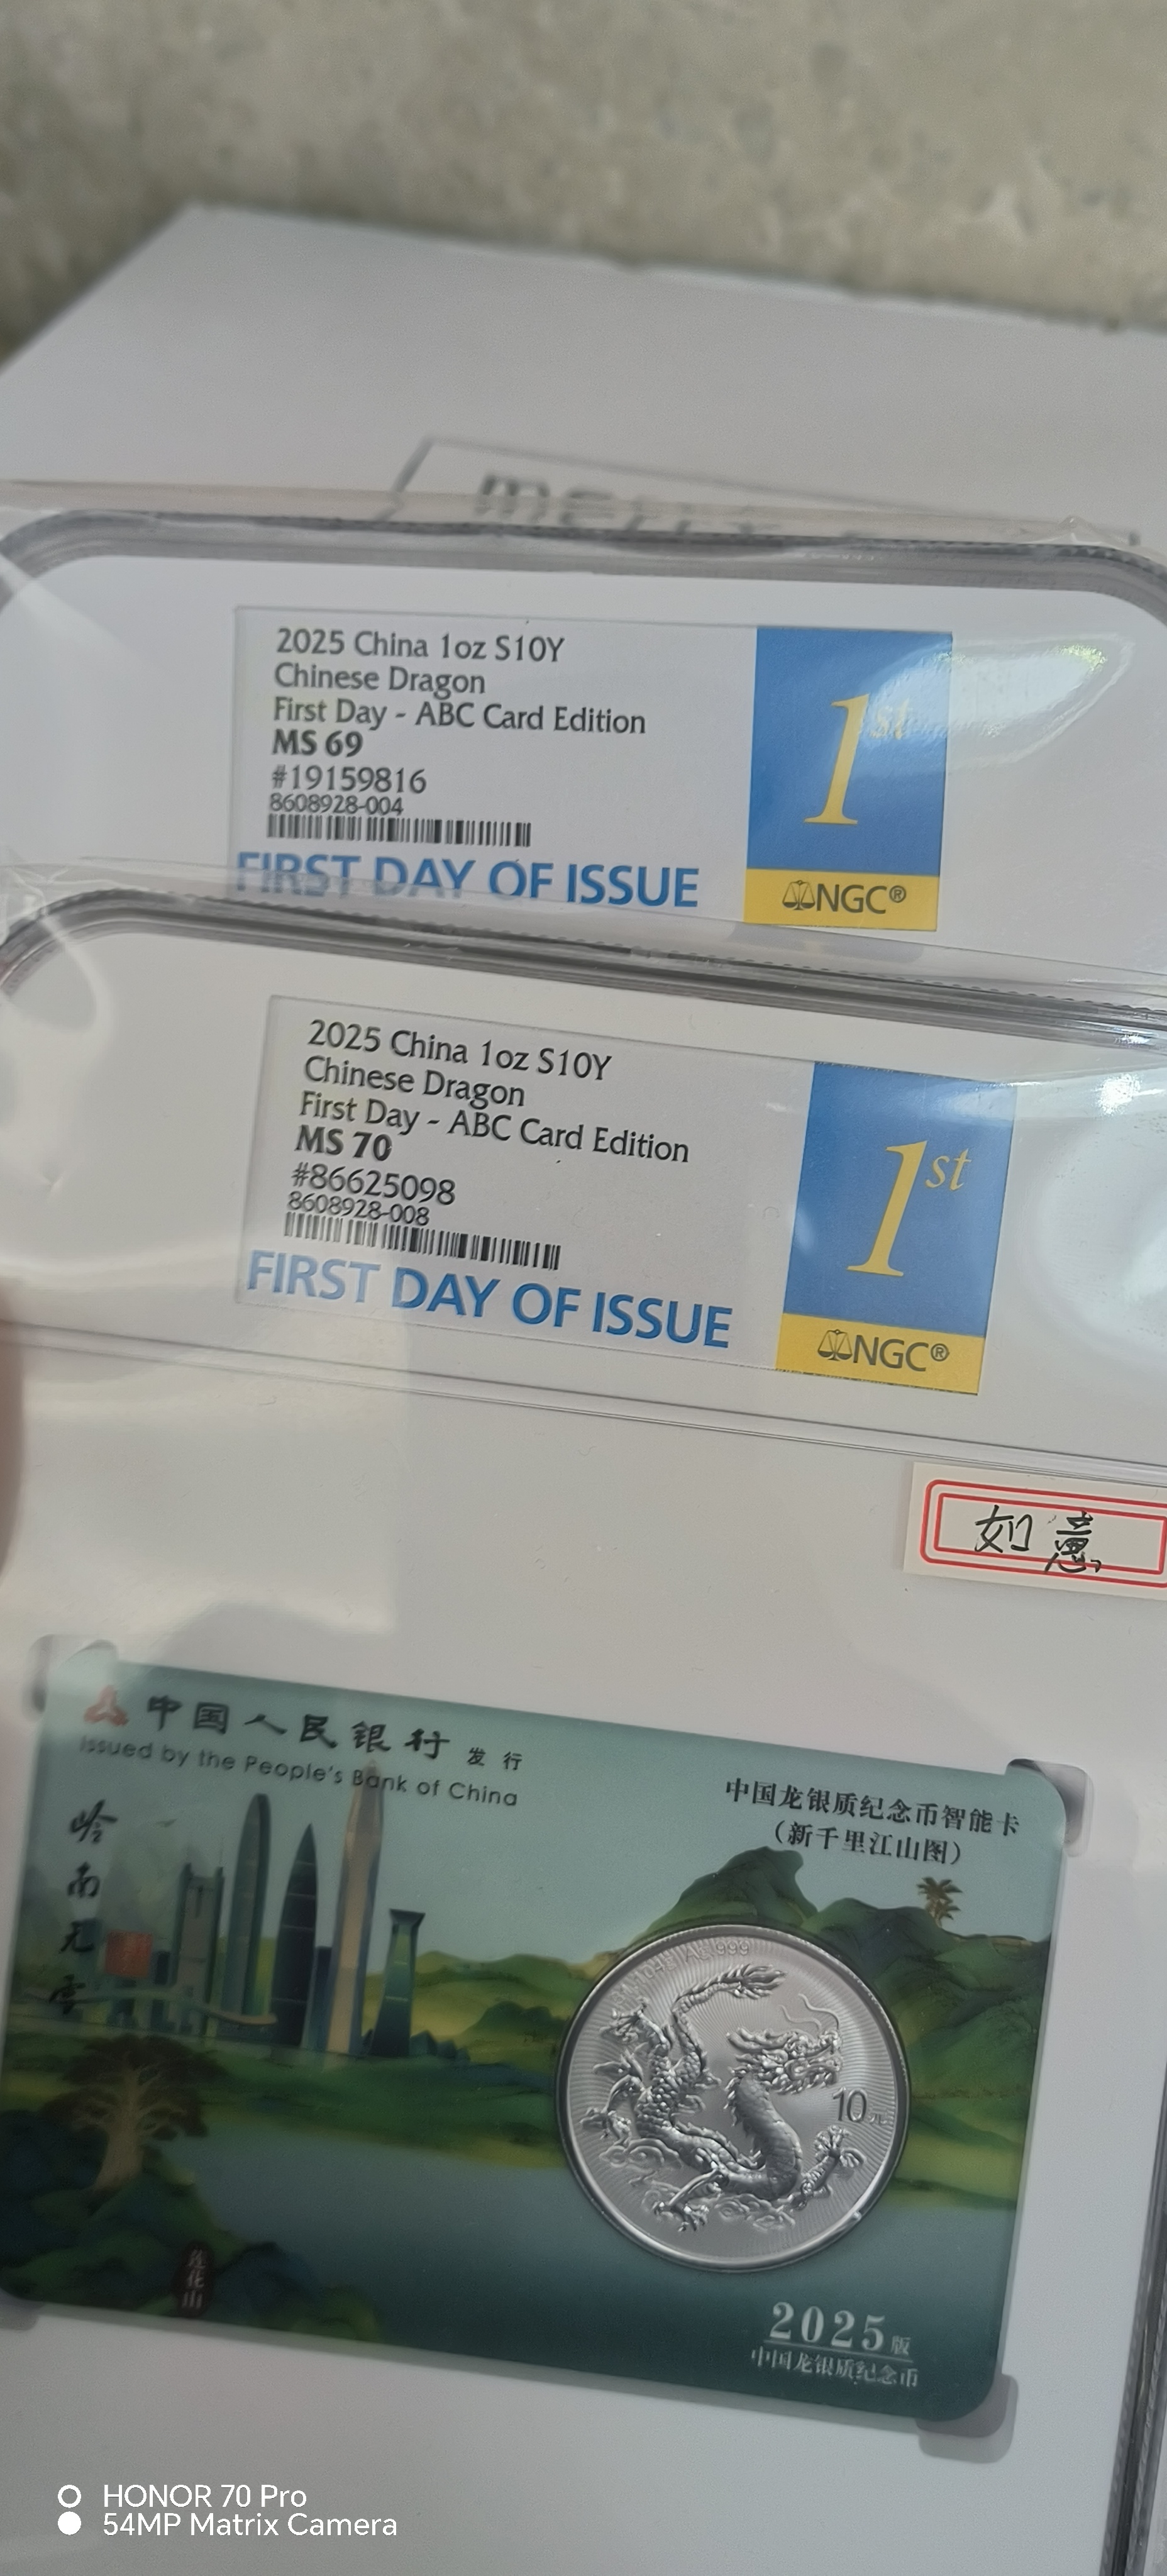 2025 China 1oz S10Y
Chinese Dragon
First Day - ABC Card Edition
MS 69
#19159816
8608928-004
FIRST DAY OF ISSUE
1st
NGC®
2025 China 1oz S10Y
Chinese Dragon
First Day - ABC Card Edition
MS 70
#86625098
8608928-008
FIRST DAY OF ISSUE
1st
NGC®
如意
中国人民银行 发行
Issued by the People's Bank of China
中国龙银质纪念币智能卡
（新千里江山图）
岭南
10元
莲花山
2025版
中国龙银质纪念币
HONOR 70 Pro
54MP Matrix Camera